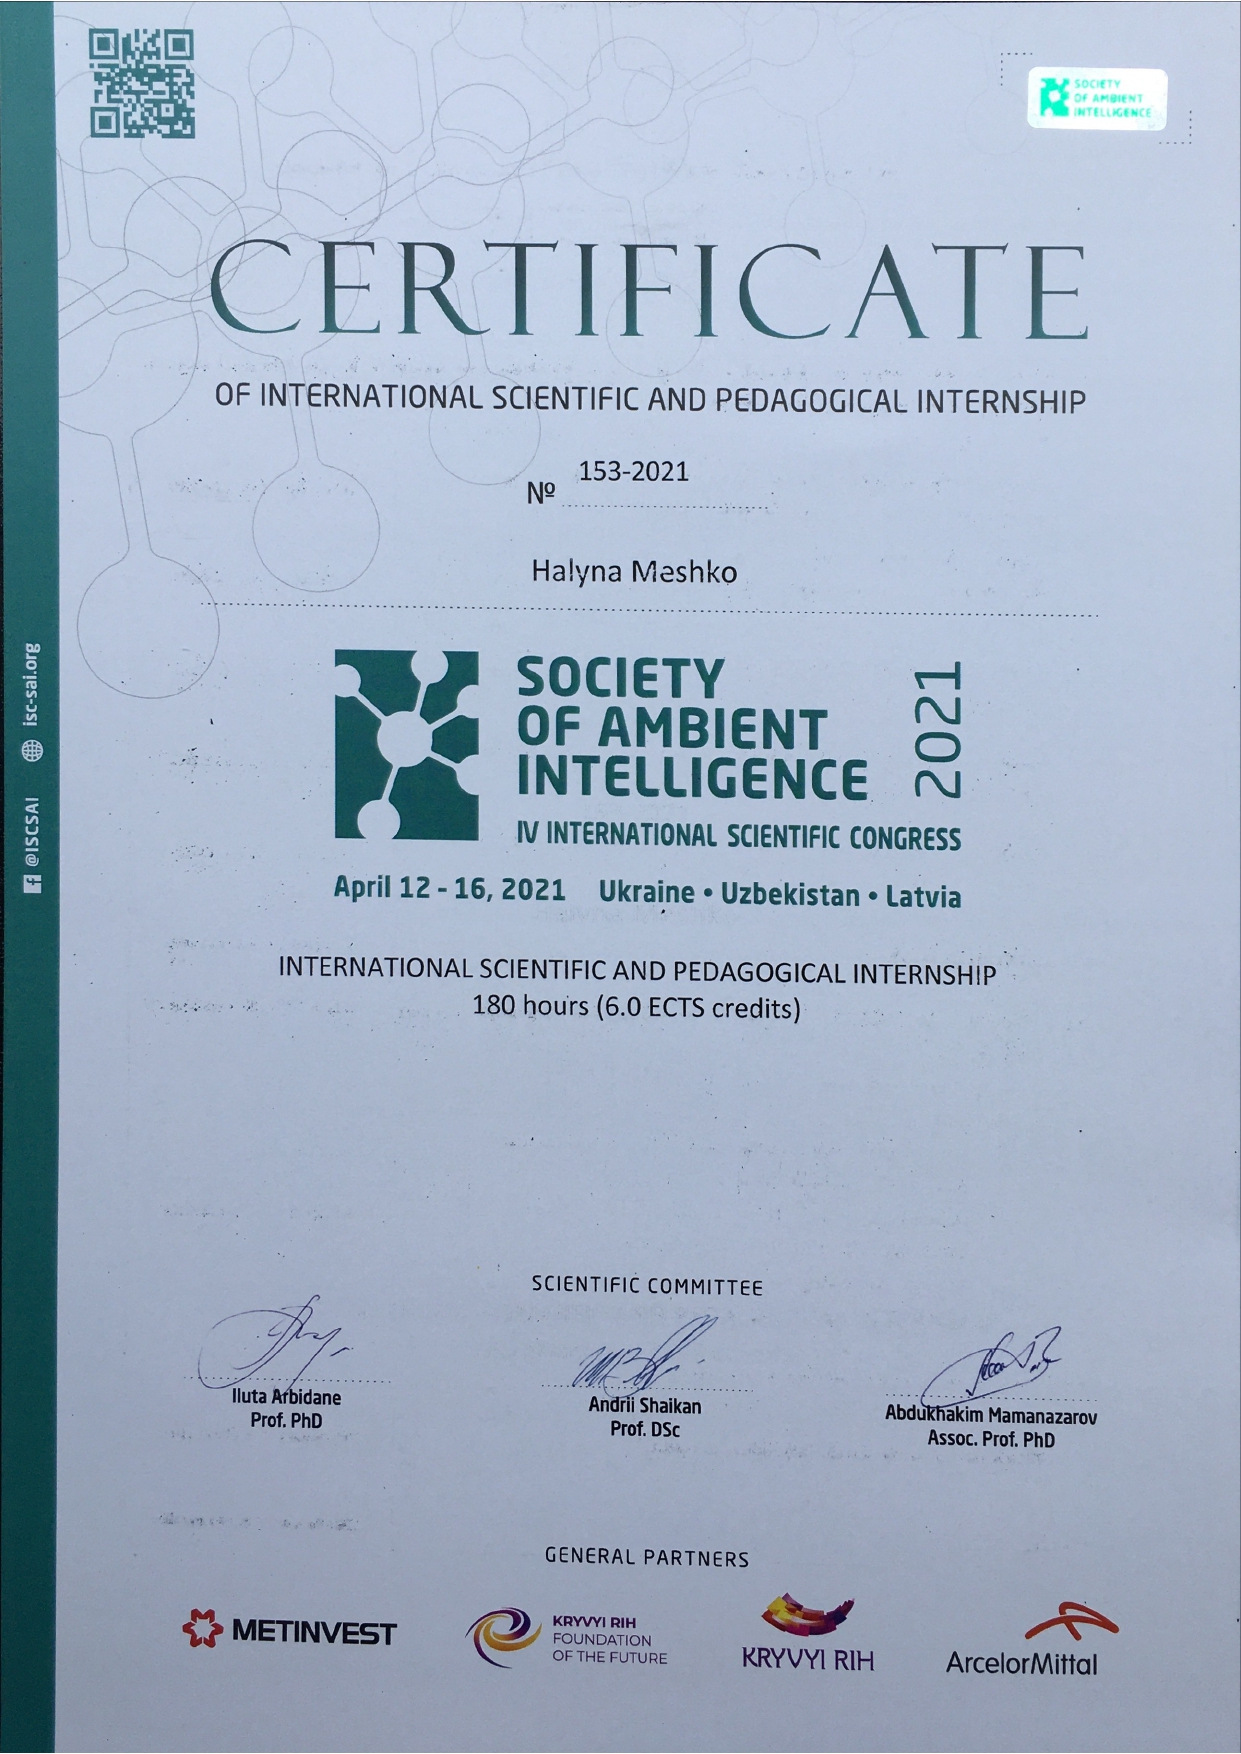 SOCIETY
OF AMBIENT
INTELLIGENCE
CERTIFICATE
OF INTERNATIONAL SCIENTIFIC AND PEDAGOGICAL INTERNSHIP
№ 153-2021
Halyna Meshko
SOCIETY
OF AMBIENT
INTELLIGENCE
2021
IV INTERNATIONAL SCIENTIFIC CONGRESS
April 12 - 16, 2021 Ukraine • Uzbekistan • Latvia
@ISCSAI isc-sai.org
INTERNATIONAL SCIENTIFIC AND PEDAGOGICAL INTERNSHIP
180 hours (6.0 ECTS credits)
SCIENTIFIC COMMITTEE
Iluta Arbidane
Prof. PhD
Andrii Shaikan
Prof. DSc
Abdukhakim Mamanazarov
Assoc. Prof. PhD
GENERAL PARTNERS
METINVEST
KRYVYI RIH
FOUNDATION
OF THE FUTURE
KRYVYI RIH
ArcelorMittal